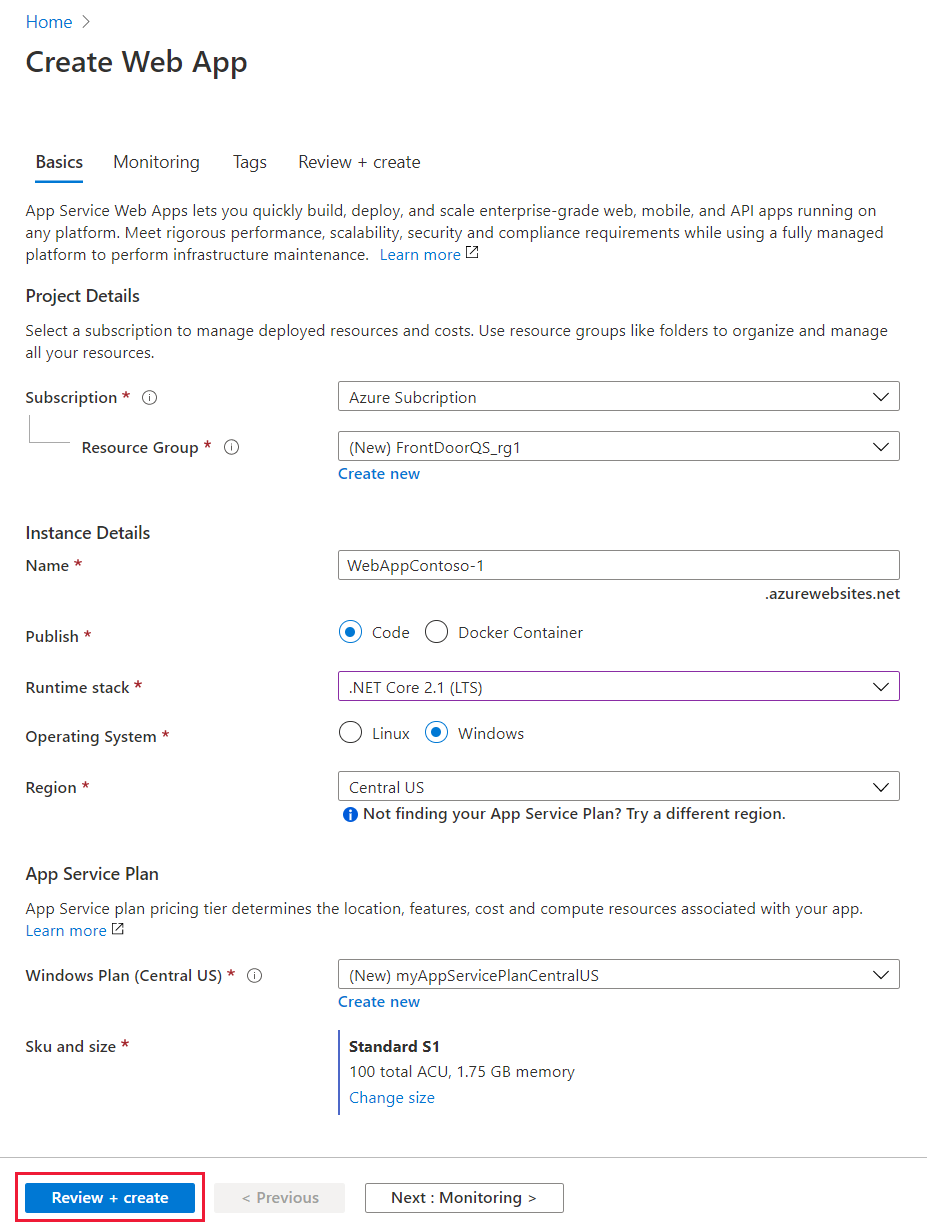 Home >
Create Web App
Basics Monitoring Tags Review + create
App Service Web Apps lets you quickly build, deploy, and scale enterprise-grade web, mobile, and API apps running on
any platform. Meet rigorous performance, scalability, security and compliance requirements while using a fully managed
platform to perform infrastructure maintenance. Learn more
Project Details
Select a subscription to manage deployed resources and costs. Use resource groups like folders to organize and manage
all your resources.
Subscription * Azure Subcription
Resource Group * (New) FrontDoorQS_rg1
Create new
Instance Details
Name * WebAppContoso-1
.azurewebsites.net
Publish * Code Docker Container
Runtime stack * .NET Core 2.1 (LTS)
Operating System * Linux Windows
Region * Central US
Not finding your App Service Plan? Try a different region.
App Service Plan
App Service plan pricing tier determines the location, features, cost and compute resources associated with your app.
Learn more
Windows Plan (Central US) * (New) myAppServicePlanCentralUS
Create new
Sku and size * Standard S1
100 total ACU, 1.75 GB memory
Change size
Review + create < Previous Next : Monitoring >